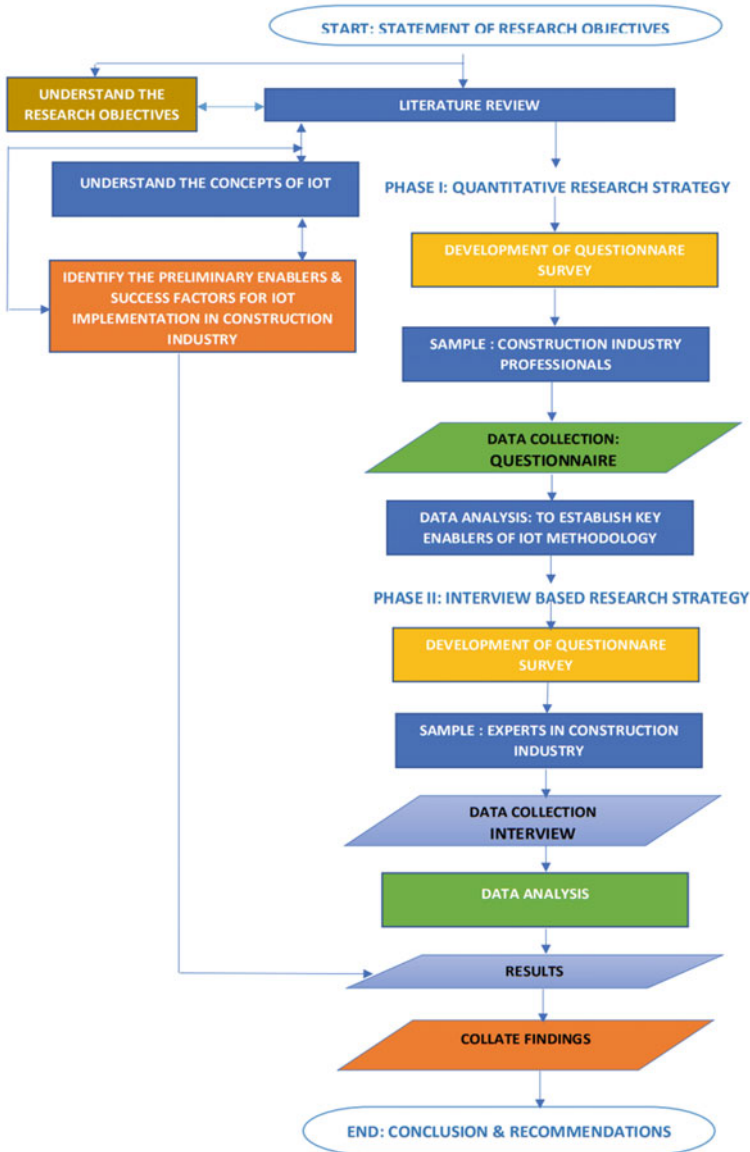 START: STATEMENT OF RESEARCH OBJECTIVES
UNDERSTAND THE
RESEARCH OBJECTIVES
LITERATURE REVIEW
UNDERSTAND THE CONCEPTS OF IOT
PHASE I: QUANTITATIVE RESEARCH STRATEGY
DEVELOPMENT OF QUESTIONNARE
SURVEY
IDENTIFY THE PRELIMINARY ENABLERS &
SUCCESS FACTORS FOR IOT
IMPLEMENTATION IN CONSTRUCTION
INDUSTRY
SAMPLE : CONSTRUCTION INDUSTRY
PROFESSIONALS
DATA COLLECTION:
QUESTIONNAIRE
DATA ANALYSIS: TO ESTABLISH KEY
ENABLERS OF IOT METHODOLOGY
PHASE II: INTERVIEW BASED RESEARCH STRATEGY
DEVELOPMENT OF QUESTIONNARE
SURVEY
SAMPLE : EXPERTS IN CONSTRUCTION
INDUSTRY
DATA COLLECTION
INTERVIEW
DATA ANALYSIS
RESULTS
COLLATE FINDINGS
END: CONCLUSION & RECOMMENDATIONS